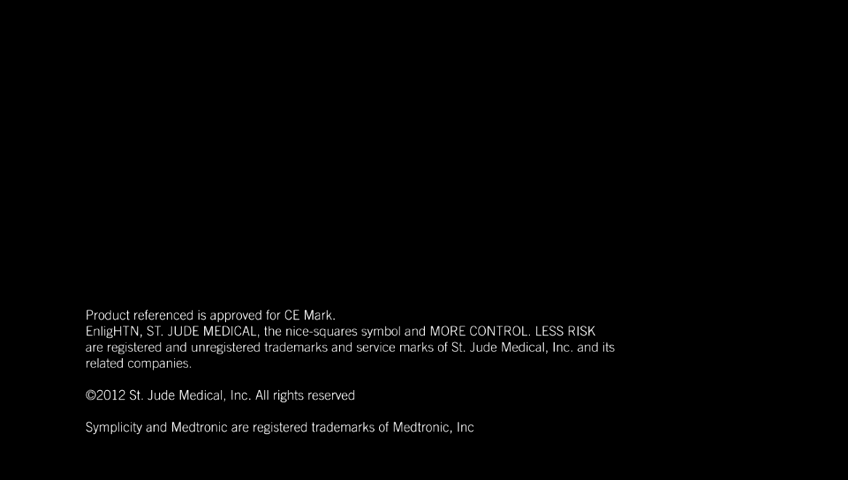 Product referenced is approved for CE Mark.
EnligHTN, ST. JUDE MEDICAL, the nice-squares symbol and MORE CONTROL. LESS RISK
are registered and unregistered trademarks and service marks of St. Jude Medical, Inc. and its
related companies.
©2012 St. Jude Medical, Inc. All rights reserved
Symplicity and Medtronic are registered trademarks of Medtronic, Inc